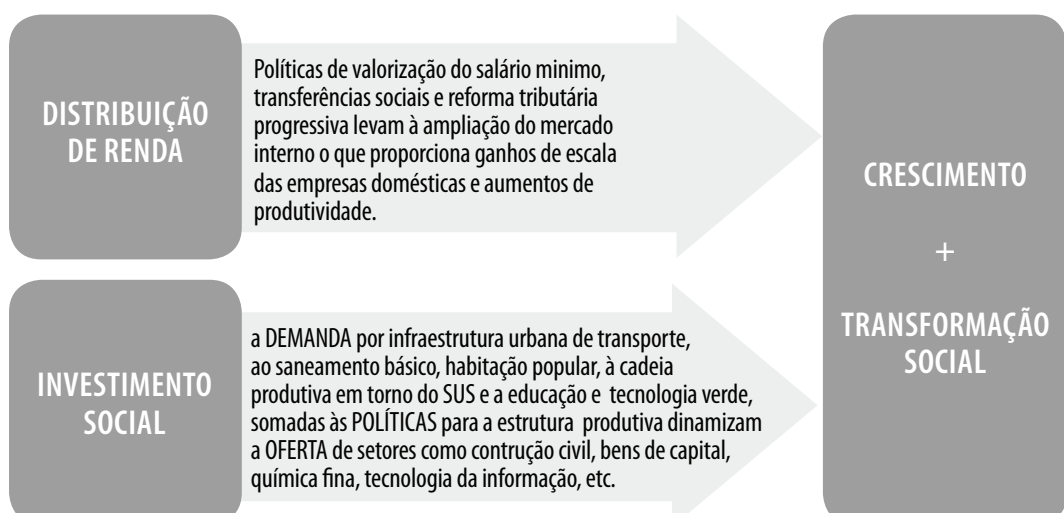 DISTRIBUIÇÃO
DE RENDA
Políticas de valorização do salário minimo,
transferências sociais e reforma tributária
progressiva levam à ampliação do mercado
interno o que proporciona ganhos de escala
das empresas domésticas e aumentos de
produtividade.
INVESTIMENTO
SOCIAL
a DEMANDA por infraestrutura urbana de transporte,
ao saneamento básico, habitação popular, à cadeia
produtiva em torno do SUS e a educação e tecnologia verde,
somadas às POLÍTICAS para a estrutura produtiva dinamizam
a OFERTA de setores como contrução civil, bens de capital,
química fina, tecnologia da informação, etc.
CRESCIMENTO
+
TRANSFORMAÇÃO
SOCIAL